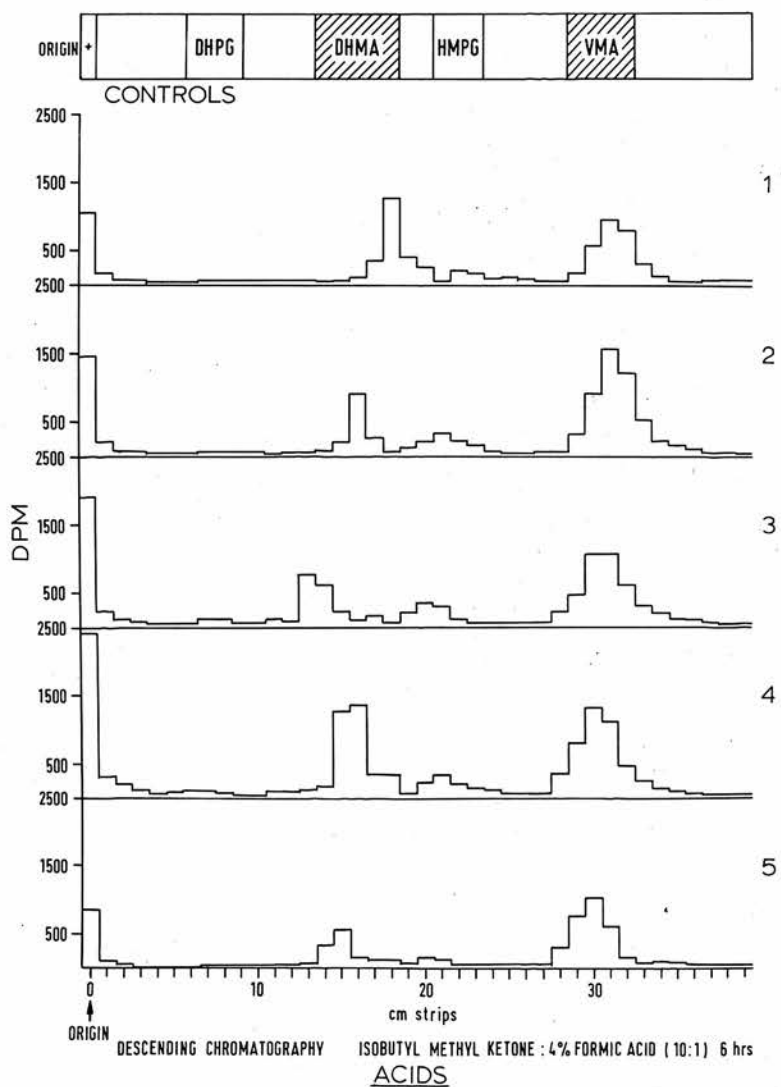 ORIGIN + DHPG DHMA HMPG VMA
CONTROLS
2500
1500
500
1
2500
1500
500
2
2500
1500
500
3
2500
1500
500
4
2500
1500
500
5
DPM
0 10 20 30
cm strips
ORIGIN
DESCENDING CHROMATOGRAPHY ISOBUTYL METHYL KETONE : 4% FORMIC ACID (10:1) 6 hrs
ACIDS